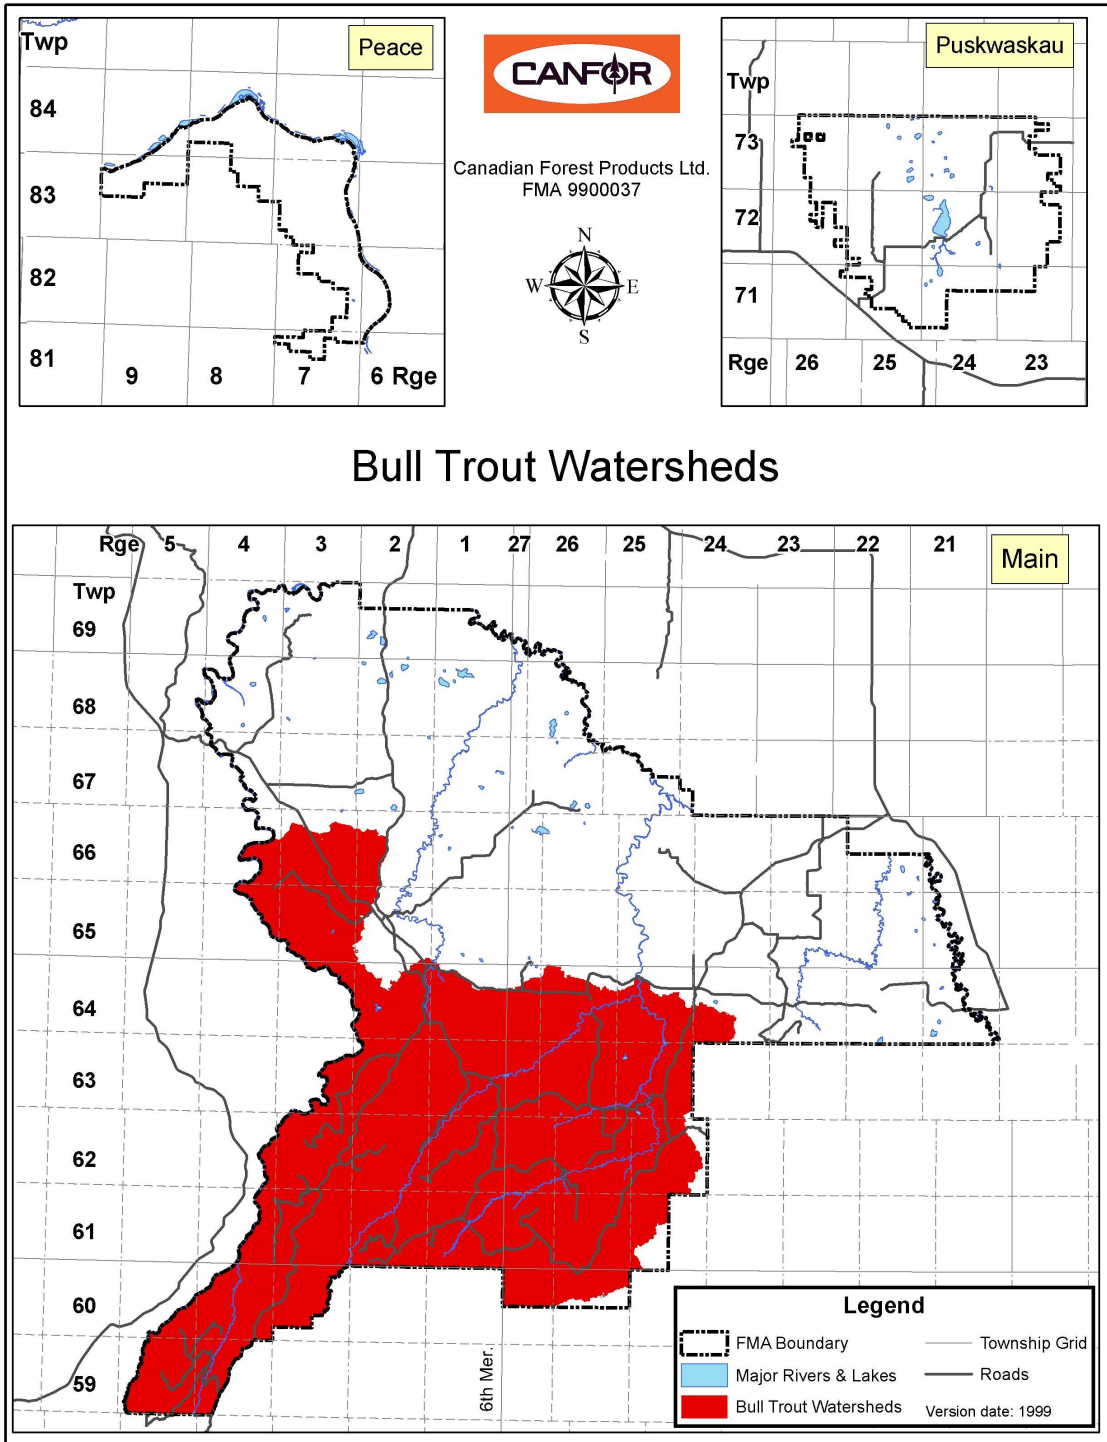 Twp
Peace
84
83
82
81
9 8 7 6 Rge
CANFOR
Canadian Forest Products Ltd.
FMA 9900037
N
W E
S
Puskwaskau
Twp
73
72
71
Rge 26 25 24 23
Bull Trout Watersheds
Rge 5 4 3 2 1 27 26 25 24 23 22 21
Main
Twp
69
68
67
66
65
64
63
62
61
60
59
6th Mer.
Legend
FMA Boundary
Township Grid
Major Rivers & Lakes
Roads
Bull Trout Watersheds
Version date: 1999